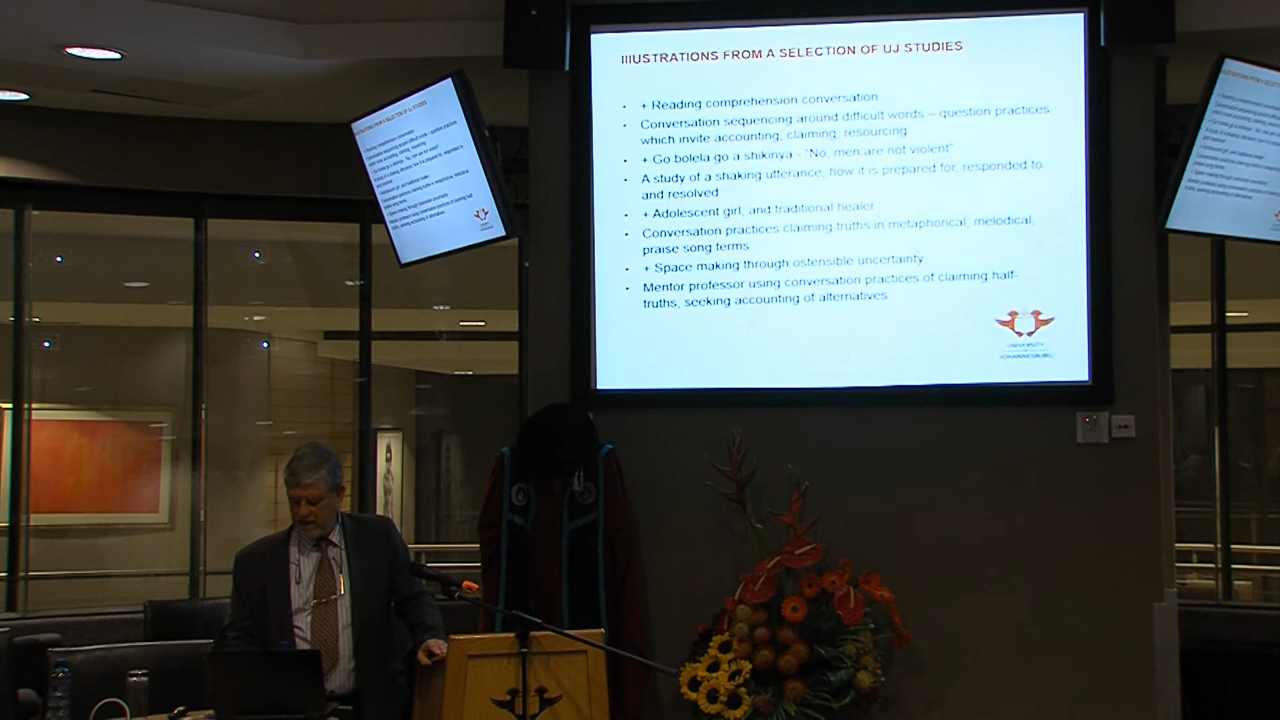 IIIUSTRATIONS FROM A SELECTION OF UJ STUDIES
+ Reading comprehension conversation
Conversation sequencing around difficult words – question practices
which invite accounting, claiming, resourcing
+ Go bolela go a shikinya - “No, men are not violent”
A study of a shaking utterance, how it is prepared for, responded to
and resolved
+ Adolescent girl, and traditional healer
Conversation practices claiming truths in metaphorical, melodical,
praise song terms
+ Space making through ostensible uncertainty
Mentor professor using conversation practices of claiming half-
truths, seeking accounting of alternatives
UNIVERSITY
JOHANNESBURG